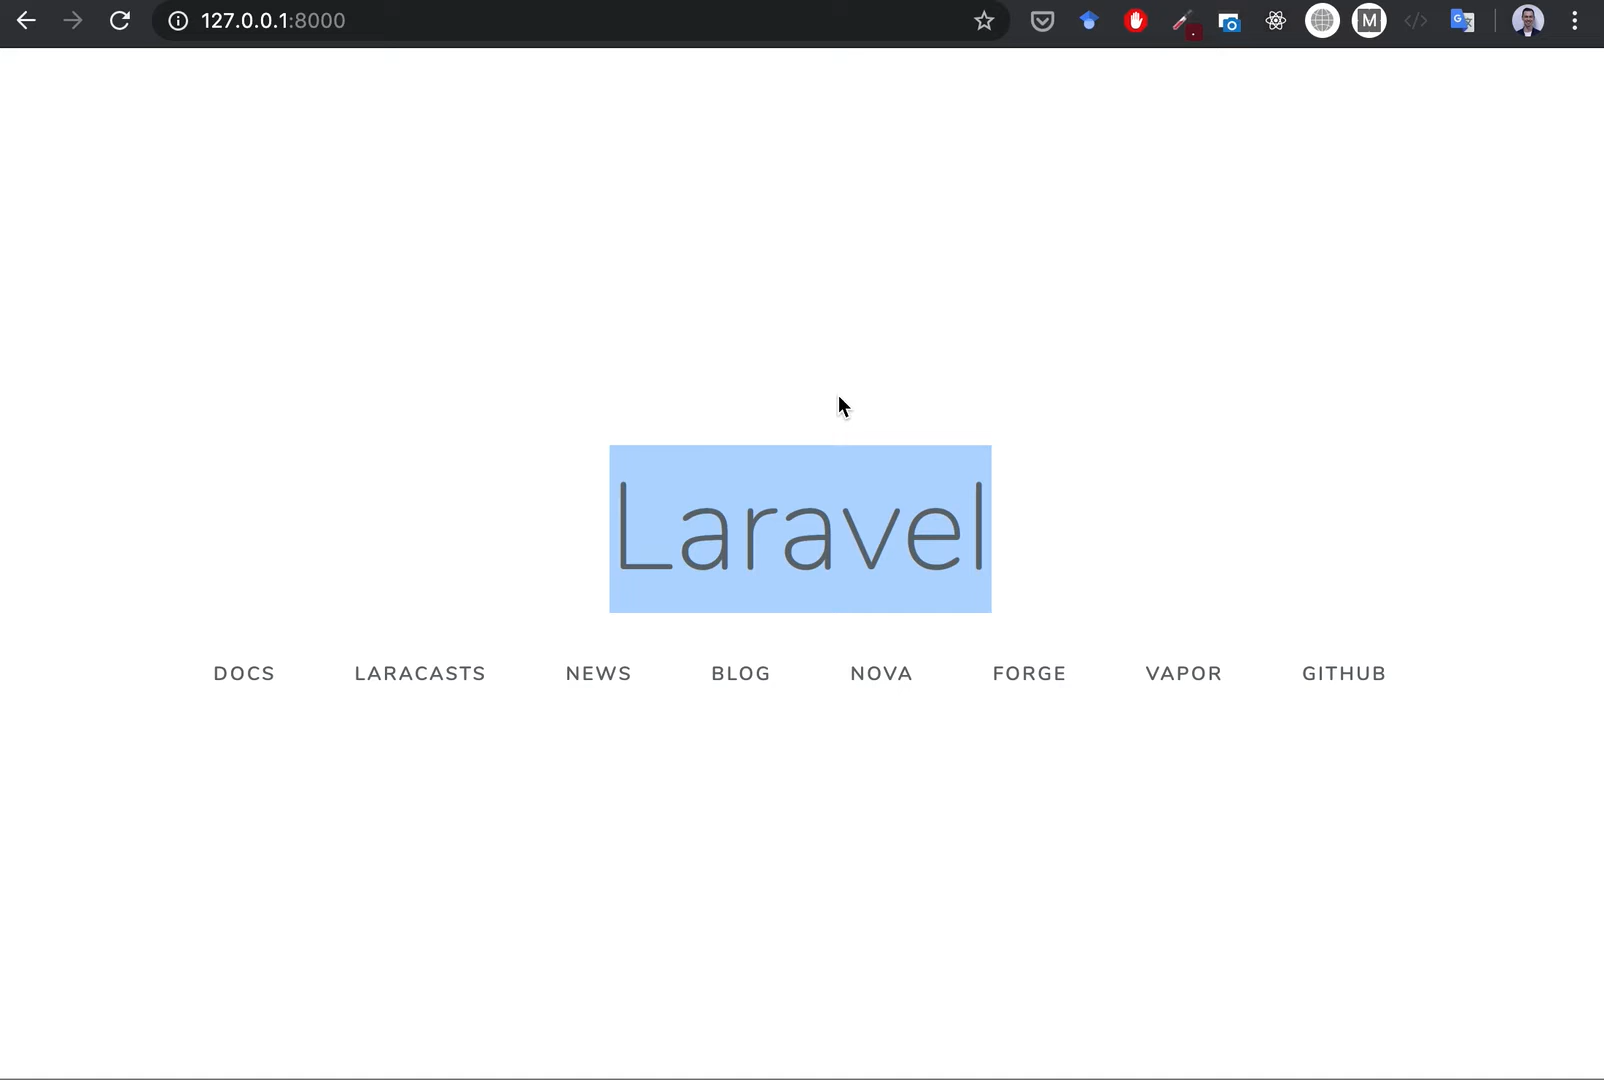 127.0.0.1:8000
M
G
Laravel
DOCS LARACASTS NEWS BLOG NOVA FORGE VAPOR GITHUB